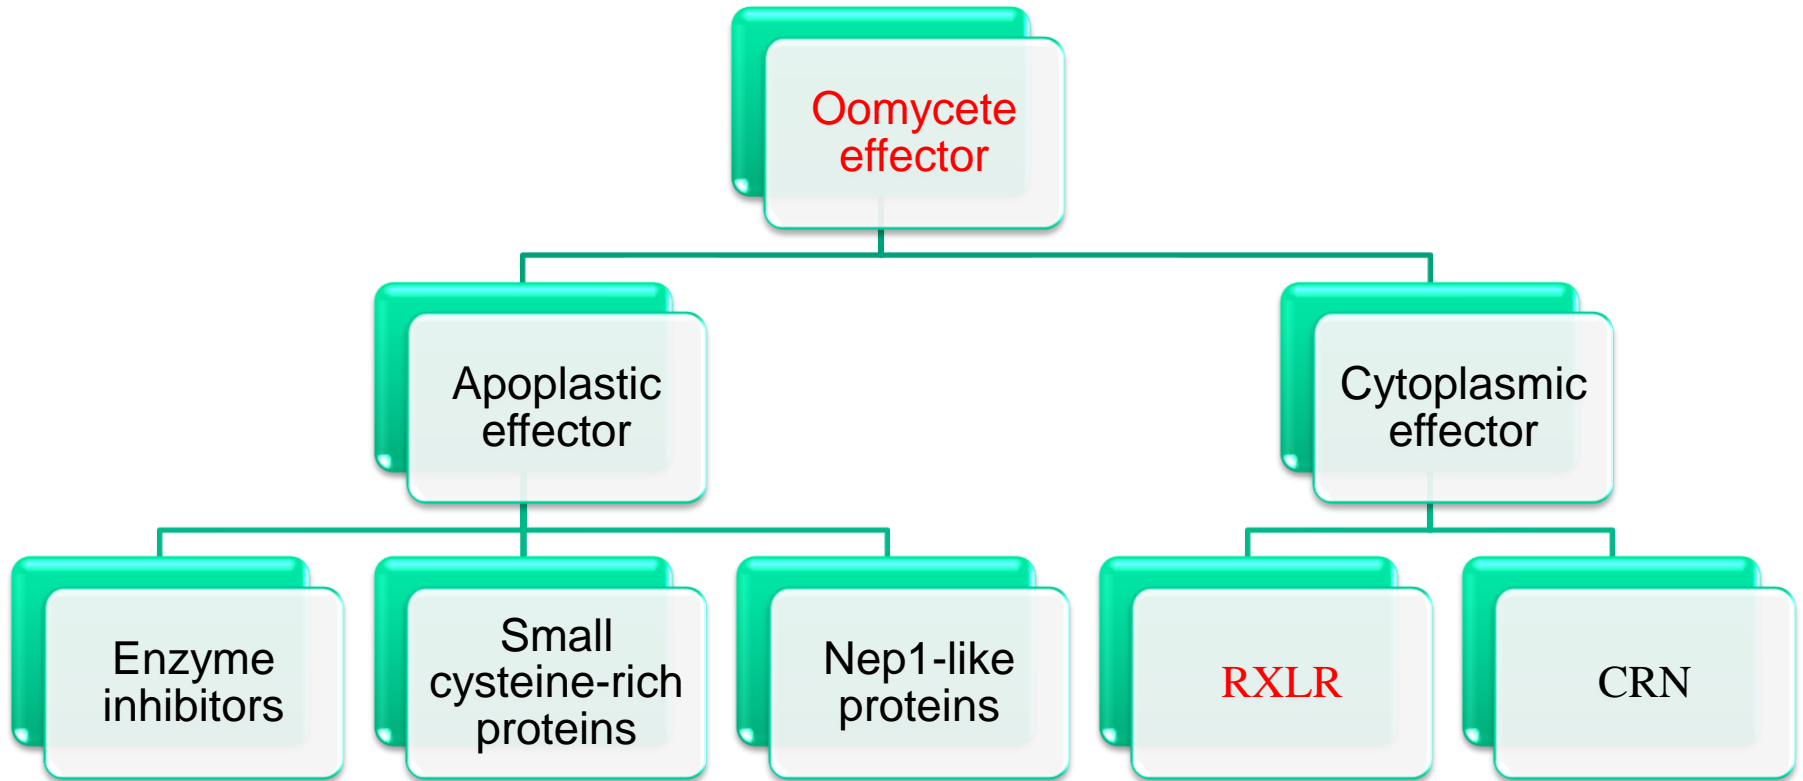 Oomycete
effector
Apoplastic
effector
Cytoplasmic
effector
Enzyme
inhibitors
Small
cysteine-rich
proteins
Nep1-like
proteins
RXLR
CRN